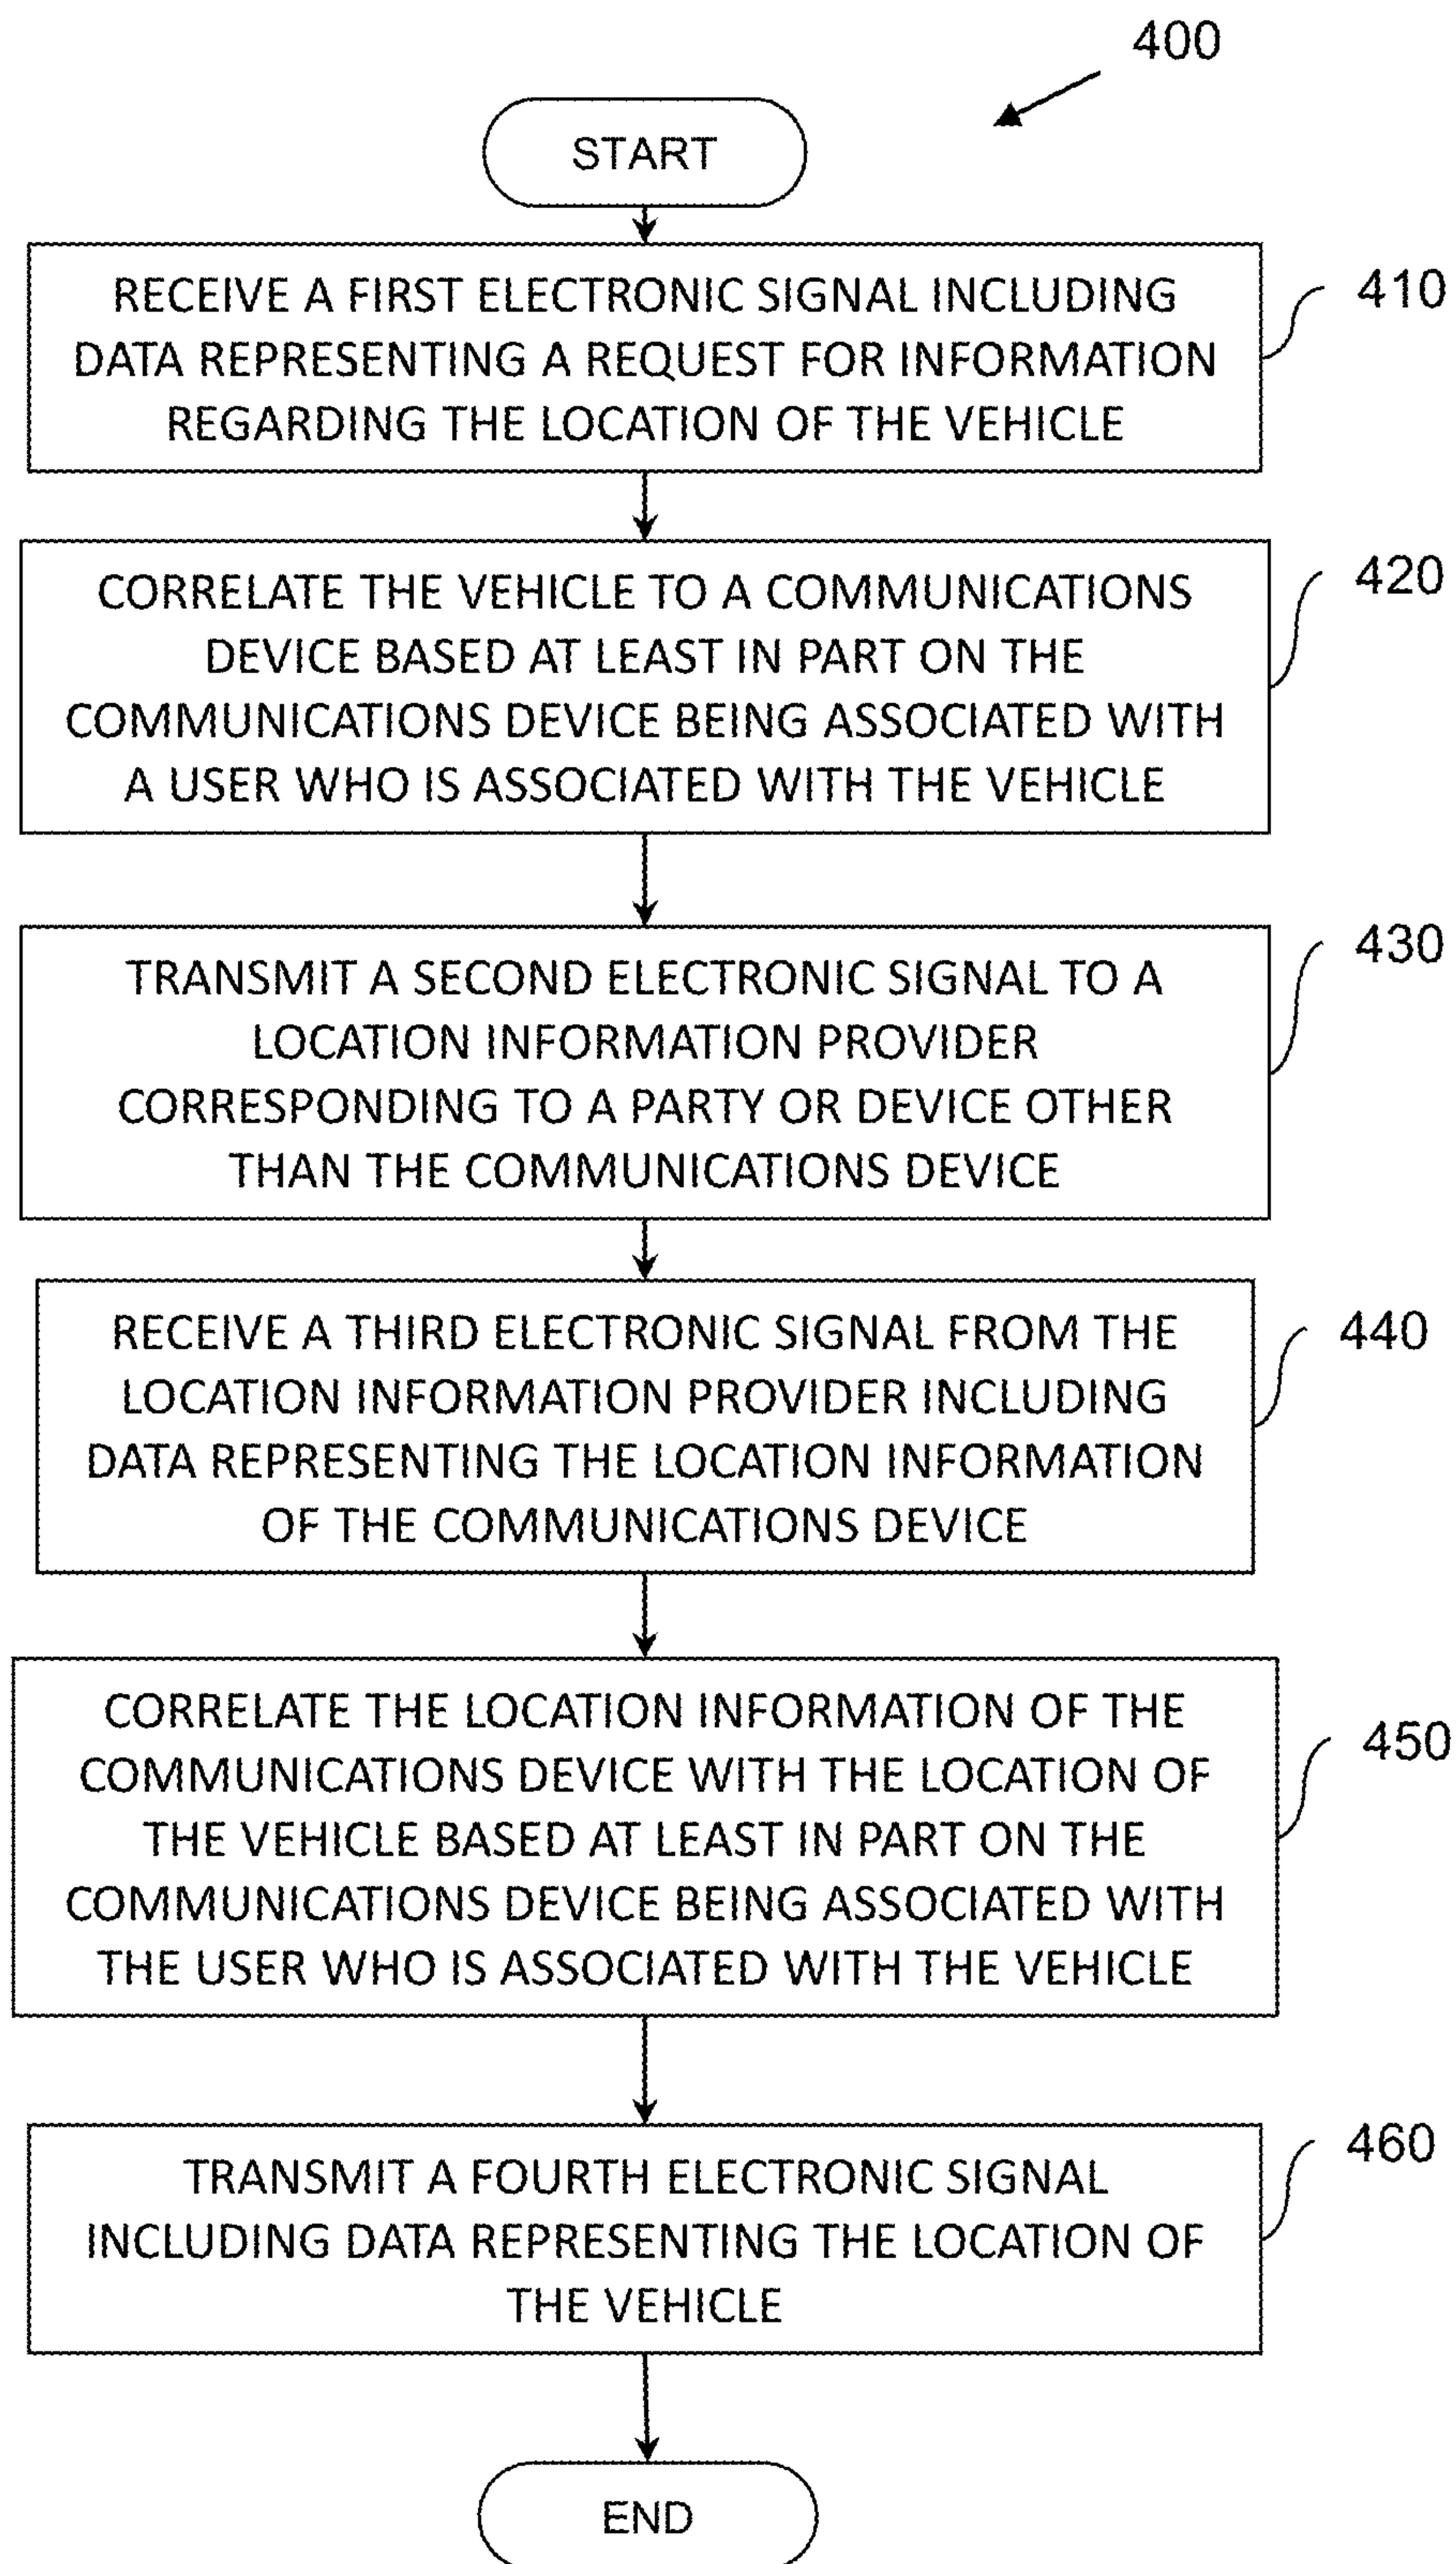 400
START
RECEIVE A FIRST ELECTRONIC SIGNAL INCLUDING
DATA REPRESENTING A REQUEST FOR INFORMATION
REGARDING THE LOCATION OF THE VEHICLE
410
CORRELATE THE VEHICLE TO A COMMUNICATIONS
DEVICE BASED AT LEAST IN PART ON THE
COMMUNICATIONS DEVICE BEING ASSOCIATED WITH
A USER WHO IS ASSOCIATED WITH THE VEHICLE
420
TRANSMIT A SECOND ELECTRONIC SIGNAL TO A
LOCATION INFORMATION PROVIDER
CORRESPONDING TO A PARTY OR DEVICE OTHER
THAN THE COMMUNICATIONS DEVICE
430
RECEIVE A THIRD ELECTRONIC SIGNAL FROM THE
LOCATION INFORMATION PROVIDER INCLUDING
DATA REPRESENTING THE LOCATION INFORMATION
OF THE COMMUNICATIONS DEVICE
440
CORRELATE THE LOCATION INFORMATION OF THE
COMMUNICATIONS DEVICE WITH THE LOCATION OF
THE VEHICLE BASED AT LEAST IN PART ON THE
COMMUNICATIONS DEVICE BEING ASSOCIATED WITH
THE USER WHO IS ASSOCIATED WITH THE VEHICLE
450
TRANSMIT A FOURTH ELECTRONIC SIGNAL
INCLUDING DATA REPRESENTING THE LOCATION OF
THE VEHICLE
460
END